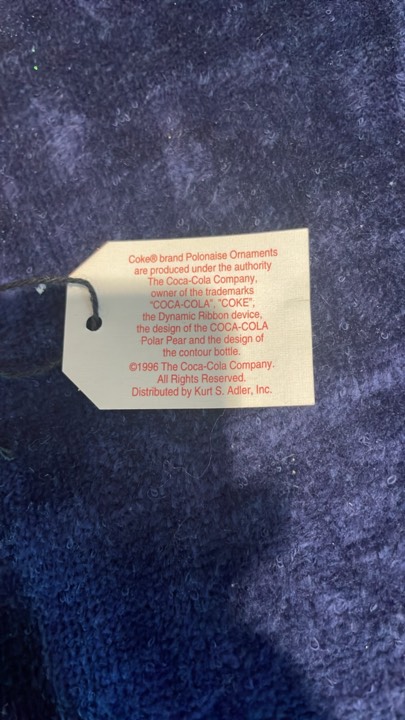 Coke® brand Polonaise Ornaments
are produced under the authority
The Coca-Cola Company,
owner of the trademarks
"COCA-COLA", "COKE",
the Dynamic Ribbon device,
the design of the COCA-COLA
Polar Pear and the design of
the contour bottle.
©1996 The Coca-Cola Company.
All Rights Reserved.
Distributed by Kurt S. Adler, Inc.